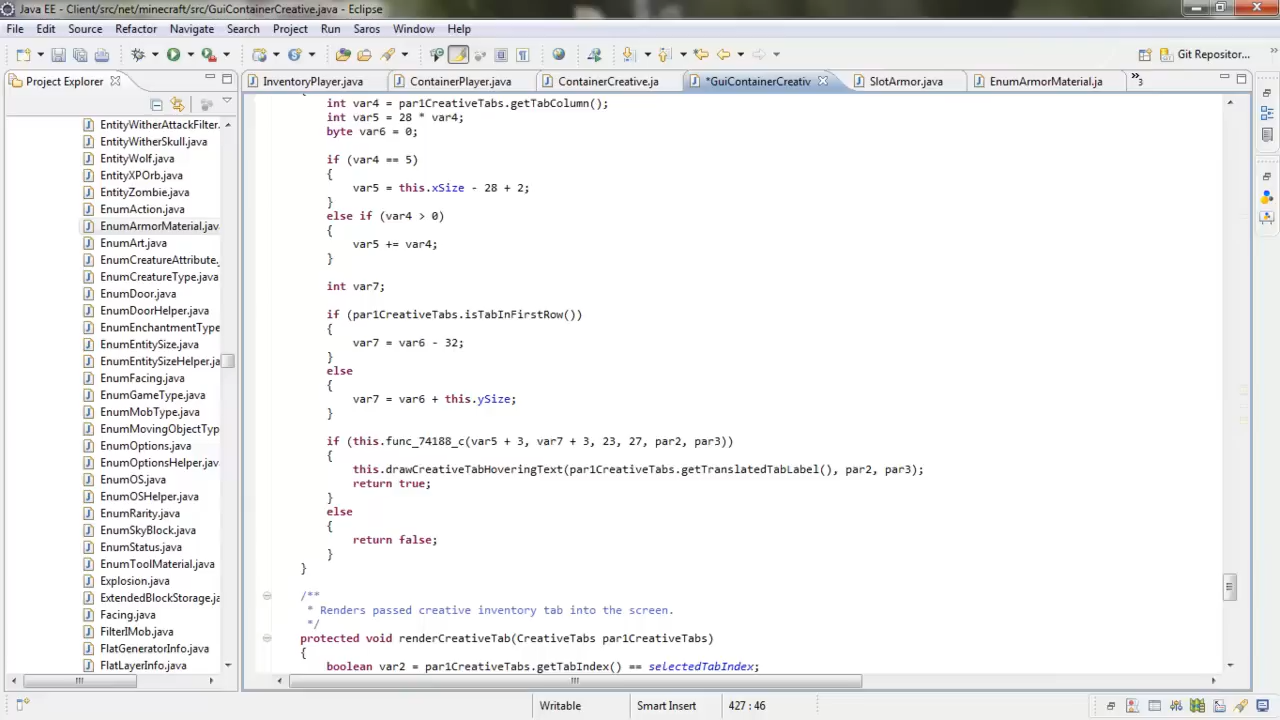 Java EE - Client/src/net/minecraft/src/GuiContainerCreative.java - Eclipse
File Edit Source Refactor Navigate Search Project Run Saros Window Help
Git Repositor...
Project Explorer
InventoryPlayer.java ContainerPlayer.java ContainerCreative.ja *GuiContainerCreativ SlotArmor.java EnumArmorMaterial.ja »3
EntityWitherAttackFilter.
EntityWitherSkull.java
EntityWolf.java
EntityXPOrb.java
EntityZombie.java
EnumAction.java
EnumArmorMaterial.jav
EnumArt.java
EnumCreatureAttribute.
EnumCreatureType.java
EnumDoor.java
EnumDoorHelper.java
EnumEnchantmentType
EnumEntitySize.java
EnumEntitySizeHelper.ja
EnumFacing.java
EnumGameType.java
EnumMobType.java
EnumMovingObjectTyp
EnumOptions.java
EnumOptionsHelper.jav
EnumOS.java
EnumOSHelper.java
EnumRarity.java
EnumSkyBlock.java
EnumStatus.java
EnumToolMaterial.java
Explosion.java
ExtendedBlockStorage.ja
Facing.java
FilterIMob.java
FlatGeneratorInfo.java
FlatLayerInfo.java
{
int var4 = par1CreativeTabs.getTabColumn();
int var5 = 28 * var4;
byte var6 = 0;
if (var4 == 5)
{
var5 = this.xSize - 28 + 2;
}
else if (var4 > 0)
{
var5 += var4;
}
int var7;
if (par1CreativeTabs.isTabInFirstRow())
{
var7 = var6 - 32;
}
else
{
var7 = var6 + this.ySize;
}
if (this.func_74188_c(var5 + 3, var7 + 3, 23, 27, par2, par3))
{
this.drawCreativeTabHoveringText(par1CreativeTabs.getTranslatedTabLabel(), par2, par3);
return true;
}
else
{
return false;
}
}
/**
* Renders passed creative inventory tab into the screen.
*/
protected void renderCreativeTab(CreativeTabs par1CreativeTabs)
{
boolean var2 = par1CreativeTabs.getTabIndex() == selectedTabIndex;
Writable Smart Insert 427 : 46